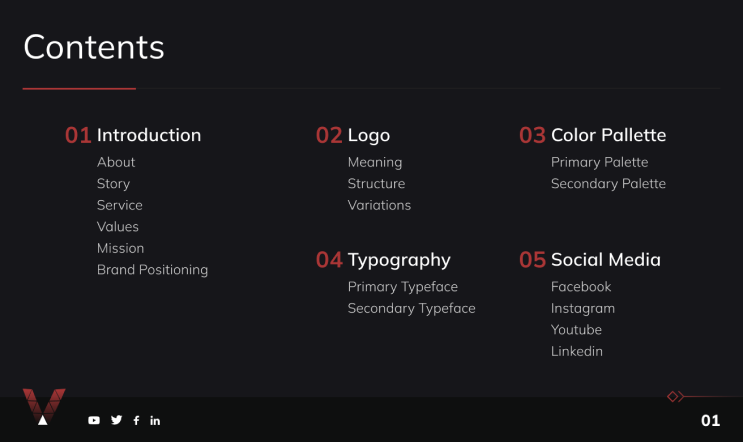 Contents
01 Introduction
About
Story
Service
Values
Mission
Brand Positioning
02 Logo
Meaning
Structure
Variations
03 Color Pallette
Primary Palette
Secondary Palette
04 Typography
Primary Typeface
Secondary Typeface
05 Social Media
Facebook
Instagram
Youtube
Linkedin
01